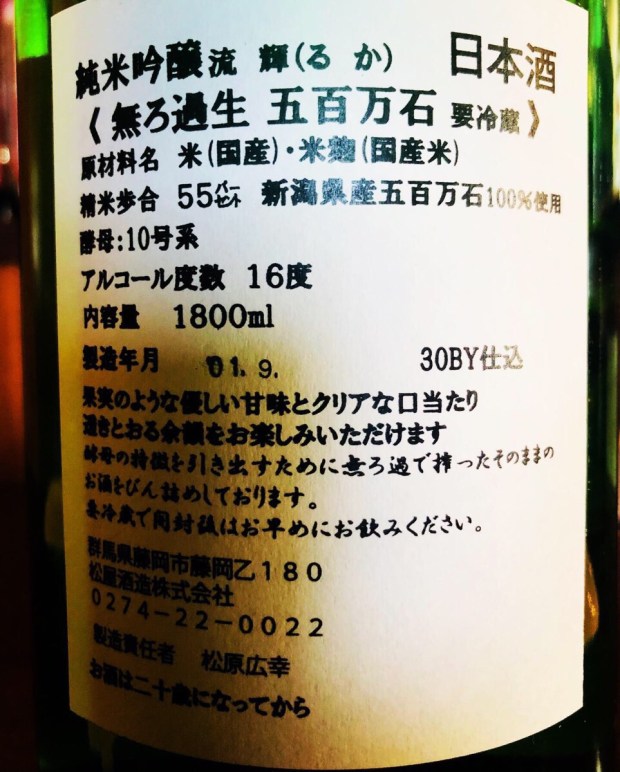 純米吟醸流 輝(る か) 日本酒
《 無ろ過生 五百万石 要冷蔵 》
原材料名 米(国産)・米麹(国産米)
精米歩合 55パーセント 新潟県産五百万石100%使用
酵母:10号系
アルコール度数 16度
内容量 1800ml
製造年月 01.9. 30BY仕込
果実のような優しい甘味とクリアな口当たり
透きとおる余韻をお楽しみいただけます
酵母の特徴を引き出すために無ろ過で搾ったそのままの
お酒をびん詰めしております。
要冷蔵で開封後はお早めにお飲みください。
群馬県藤岡市藤岡乙180
松屋酒造株式会社
0274-22-0022
製造責任者 松原広幸
お酒は二十歳になってから